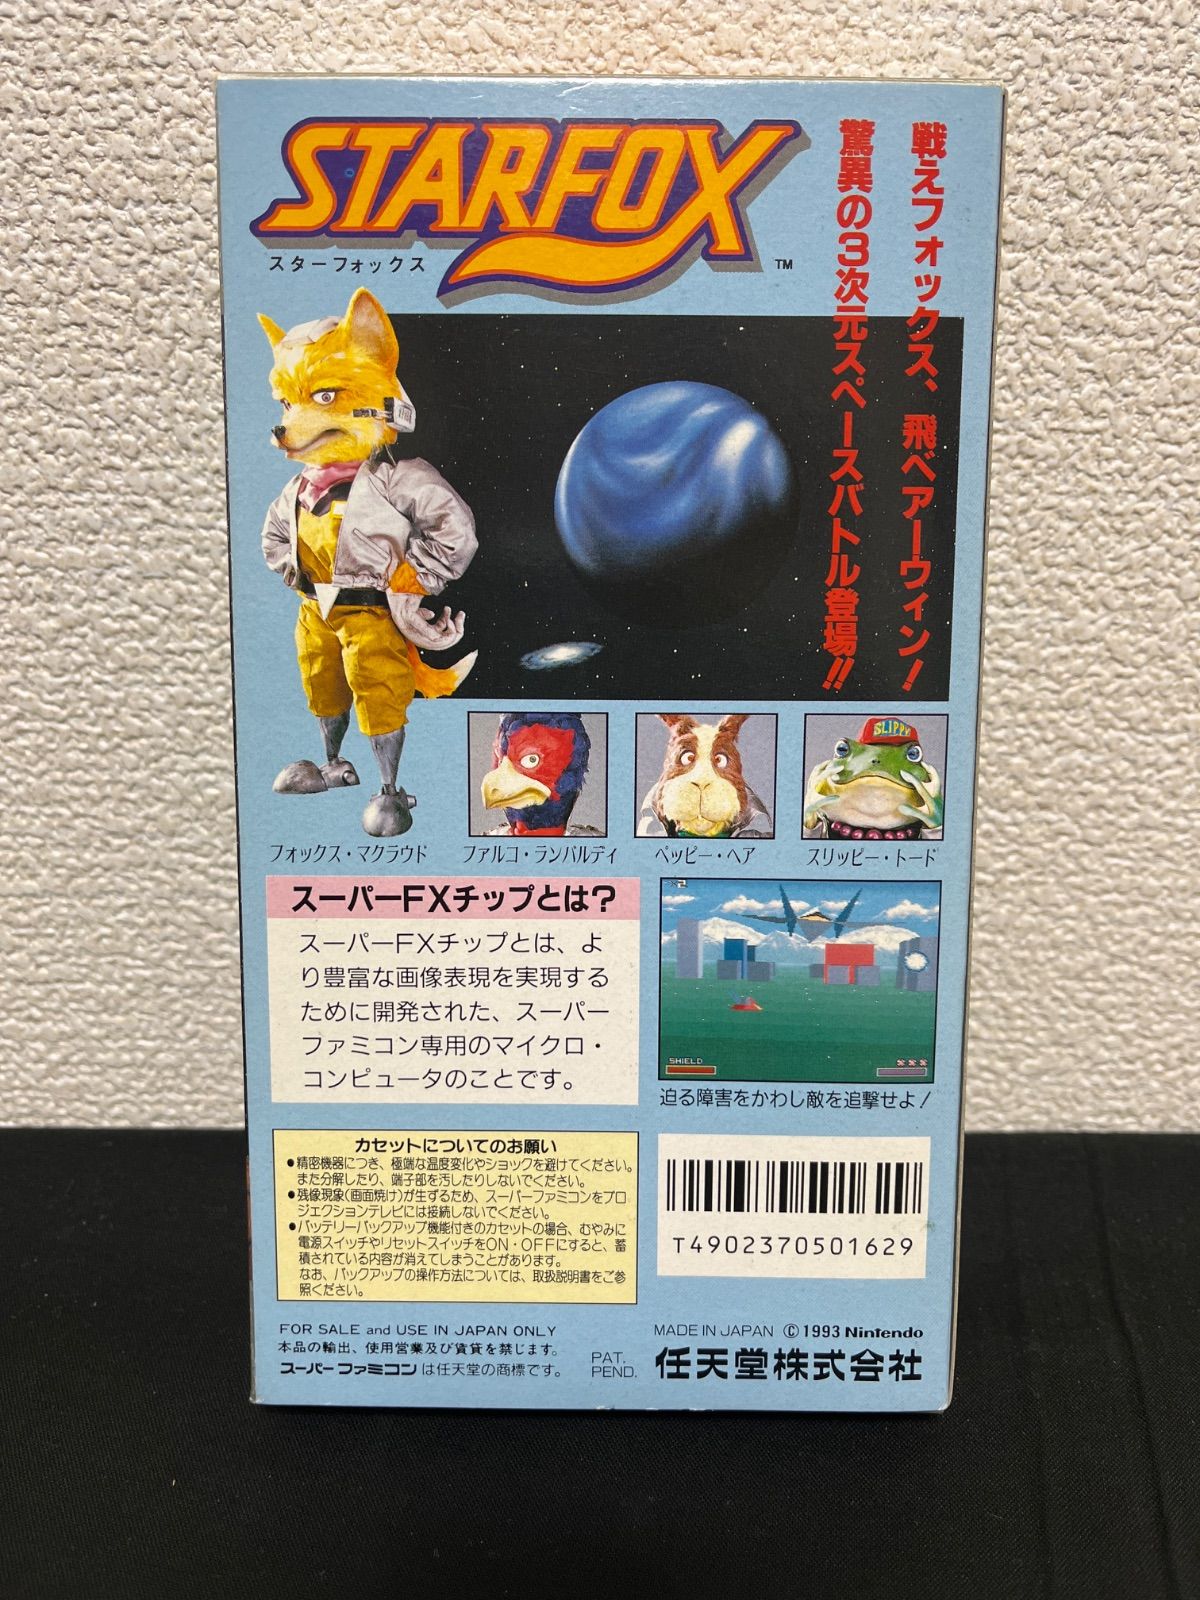 STARFOX
スターフォックス
TM
戦えフォックス、飛べアーウィン!
驚異の3次元スペースバトル登場!!
SLIPPY
フォックス・マクラウド
ファルコ・ランバルディ
ペッピー・ヘア
スリッピー・トード
スーパーFXチップとは?
スーパーFXチップとは、よ
り豊富な画像表現を実現する
ために開発された、スーパー
ファミコン専用のマイクロ・
コンピュータのことです。
×2
SHIELD
迫る障害をかわし敵を追撃せよ!
カセットについてのお願い
●精密機器につき、極端な温度変化やショックを避けてください。
また分解したり、端子部を汚したりしないでください。
●残像現象(画面焼け)が生ずるため、スーパーファミコンをプロ
ジェクションテレビには接続しないでください。
●バッテリーバックアップ機能付きのカセットの場合、むやみに
電源スイッチやリセットスイッチをON・OFFにすると、蓄
積されている内容が消えてしまうことがあります。
なお、バックアップの操作方法については、取扱説明書をご参
照ください。
T4902370501629
FOR SALE and USE IN JAPAN ONLY
本品の輸出、使用営業及び賃貸を禁じます。
スーパーファミコンは任天堂の商標です。
PAT.
PEND.
MADE IN JAPAN ©1993 Nintendo
任天堂株式会社